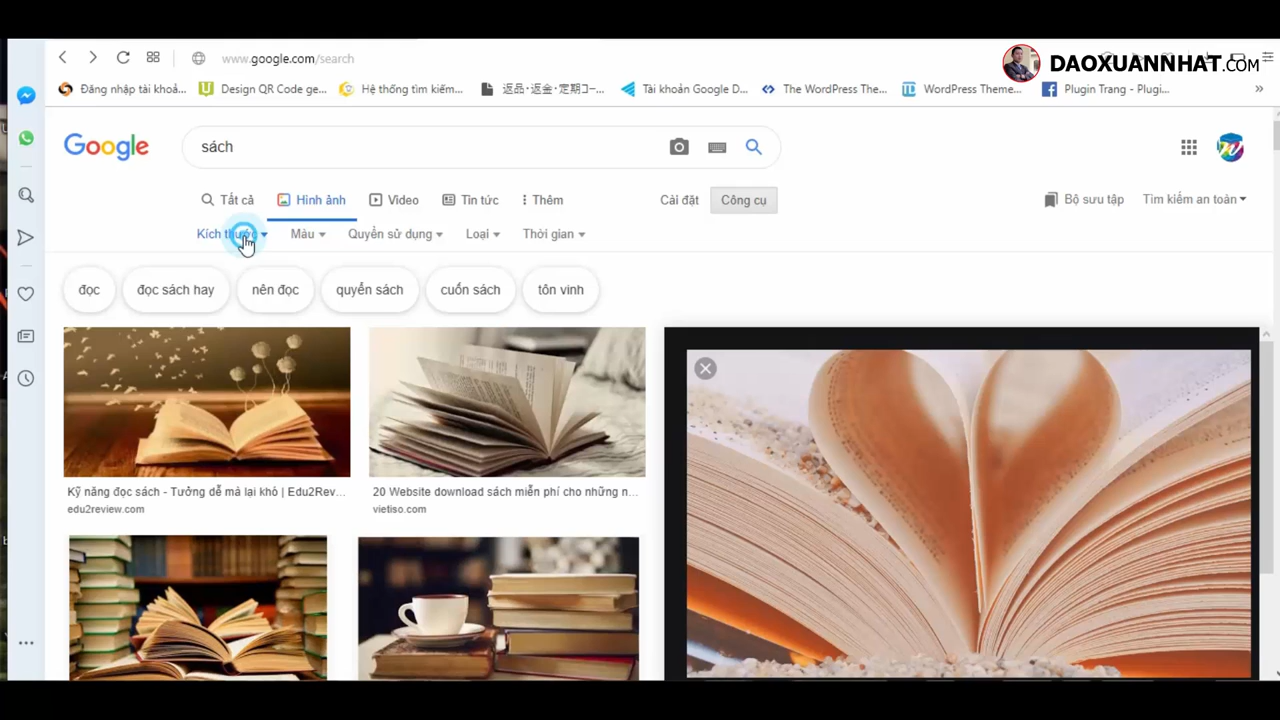 www.google.com/search
DAOXUANNHAT.COM
Đăng nhập tài khoả...
Design QR Code ge...
Hệ thống tìm kiếm...
返品・返金・定期コー...
Tài khoản Google D...
The WordPress The...
WordPress Theme...
Plugin Trang - Plugi...
»
Google
sách
Tất cả
Hình ảnh
Video
Tin tức
Thêm
Cài đặt
Công cụ
Bộ sưu tập
Tìm kiếm an toàn
Kích thước
Màu
Quyền sử dụng
Loại
Thời gian
đọc
đọc sách hay
nên đọc
quyển sách
cuốn sách
tôn vinh
Kỹ năng đọc sách - Tưởng dễ mà lại khó | Edu2Rev...
edu2review.com
20 Website download sách miễn phí cho những n...
vietiso.com